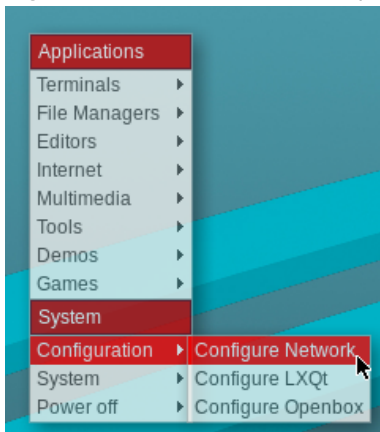 Applications
Terminals
File Managers
Editors
Internet
Multimedia
Tools
Demos
Games
System
Configuration
Configure Network
System
Configure LXQt
Power off
Configure Openbox